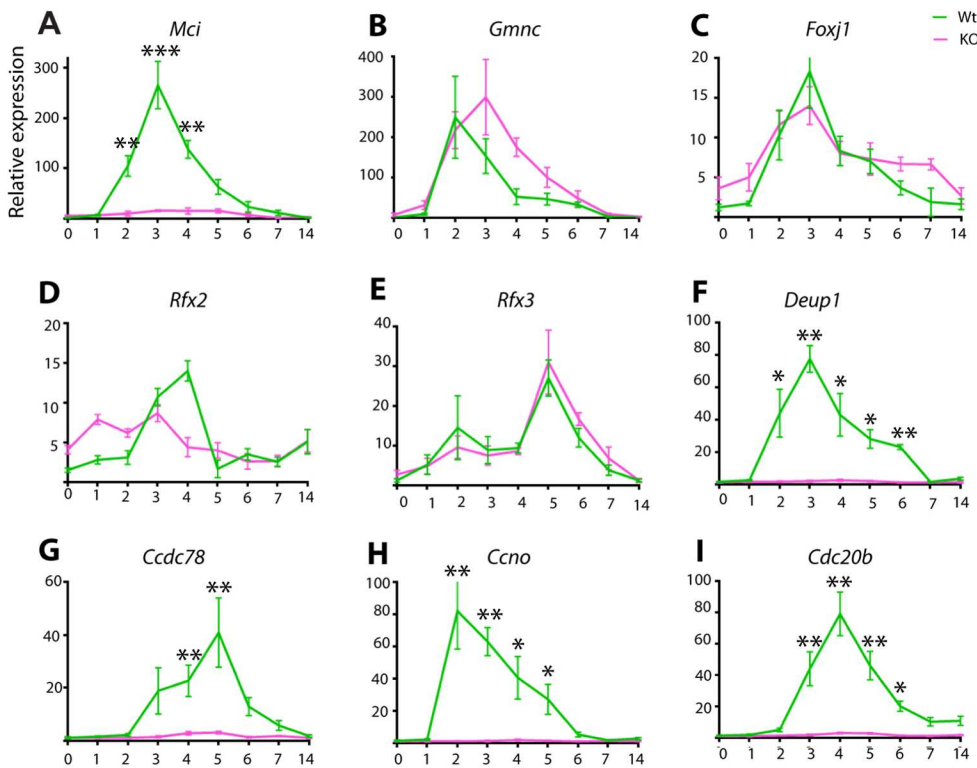 A
Mci
B
Gmnc
C
Foxj1
Wt
KO
Relative expression
300
200
100
***
**
**
0 1 2 3 4 5 6 7 14
400
300
200
100
0 1 2 3 4 5 6 7 14
20
15
10
5
0 1 2 3 4 5 6 7 14
D
Rfx2
E
Rfx3
F
Deup1
20
15
10
5
0 1 2 3 4 5 6 7 14
40
30
20
10
0 1 2 3 4 5 6 7 14
100
80
60
40
20
*
**
*
*
**
0 1 2 3 4 5 6 7 14
G
Ccdc78
H
Ccno
I
Cdc20b
60
40
20
**
**
0 1 2 3 4 5 6 7 14
100
80
60
40
20
**
**
*
*
0 1 2 3 4 5 6 7 14
100
80
60
40
20
**
**
**
*
0 1 2 3 4 5 6 7 14